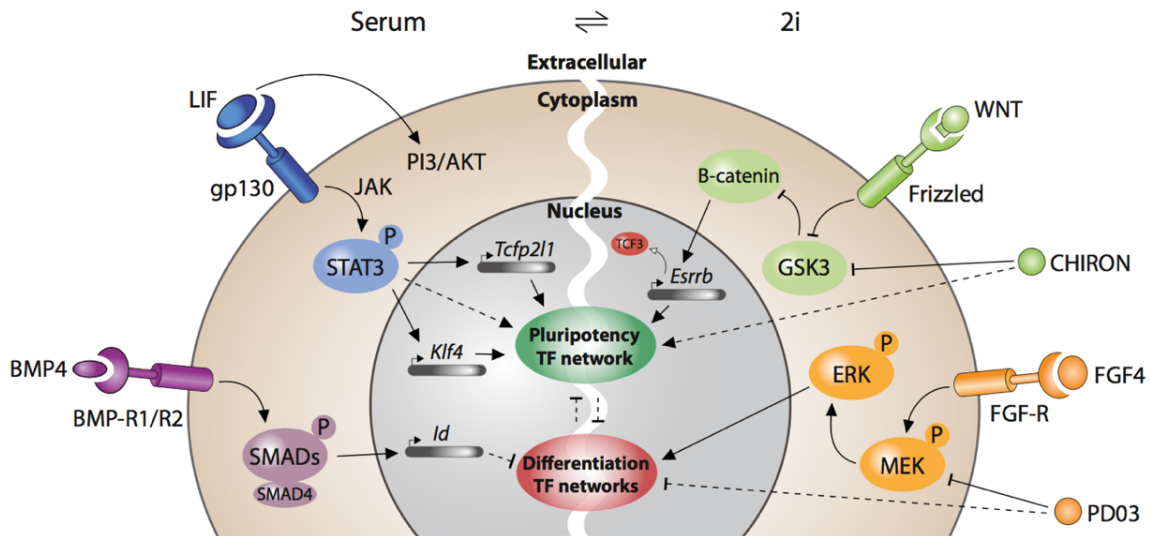 Serum
2i
Extracellular
Cytoplasm
LIF
WNT
PI3/AKT
gp130
JAK
B-catenin
Frizzled
Nucleus
P
STAT3
Tcfp2l1
TCF3
Esrrb
GSK3
CHIRON
Pluripotency
TF network
Klf4
P
ERK
BMP4
FGF4
BMP-R1/R2
FGF-R
P
SMADs
SMAD4
Id
Differentiation
TF networks
P
MEK
PD03